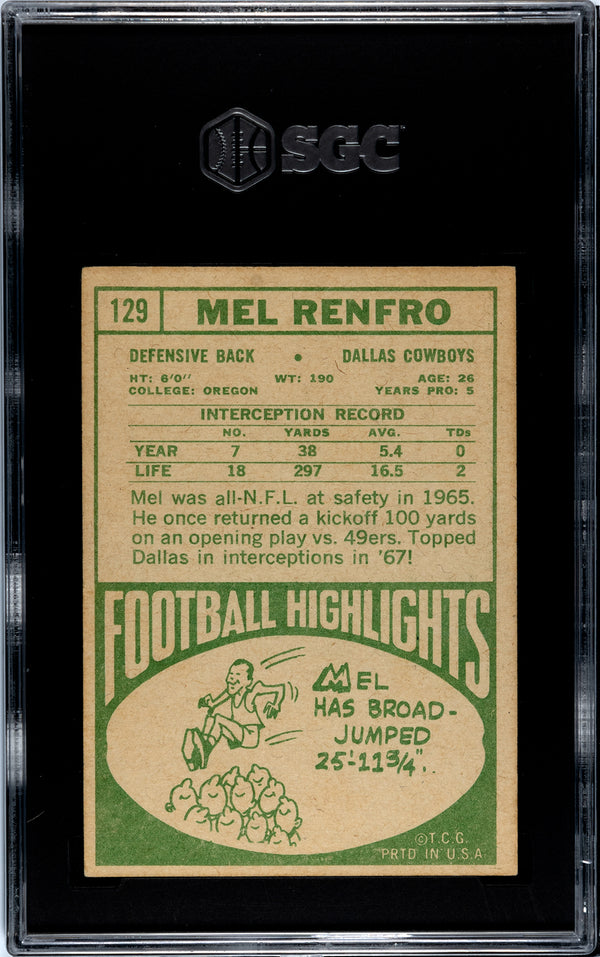 SGC
129 MEL RENFRO
DEFENSIVE BACK • DALLAS COWBOYS
HT: 6'0" WT: 190 AGE: 26
COLLEGE: OREGON YEARS PRO: 5
INTERCEPTION RECORD
NO. YARDS AVG. TDs
YEAR 7 38 5.4 0
LIFE 18 297 16.5 2
Mel was all-N.F.L. at safety in 1965.
He once returned a kickoff 100 yards
on an opening play vs. 49ers. Topped
Dallas in interceptions in '67!
FOOTBALL HIGHLIGHTS
MEL
HAS BROAD-
JUMPED
25'-11 3/4"..
©T.C.G.
PRTD IN U.S.A